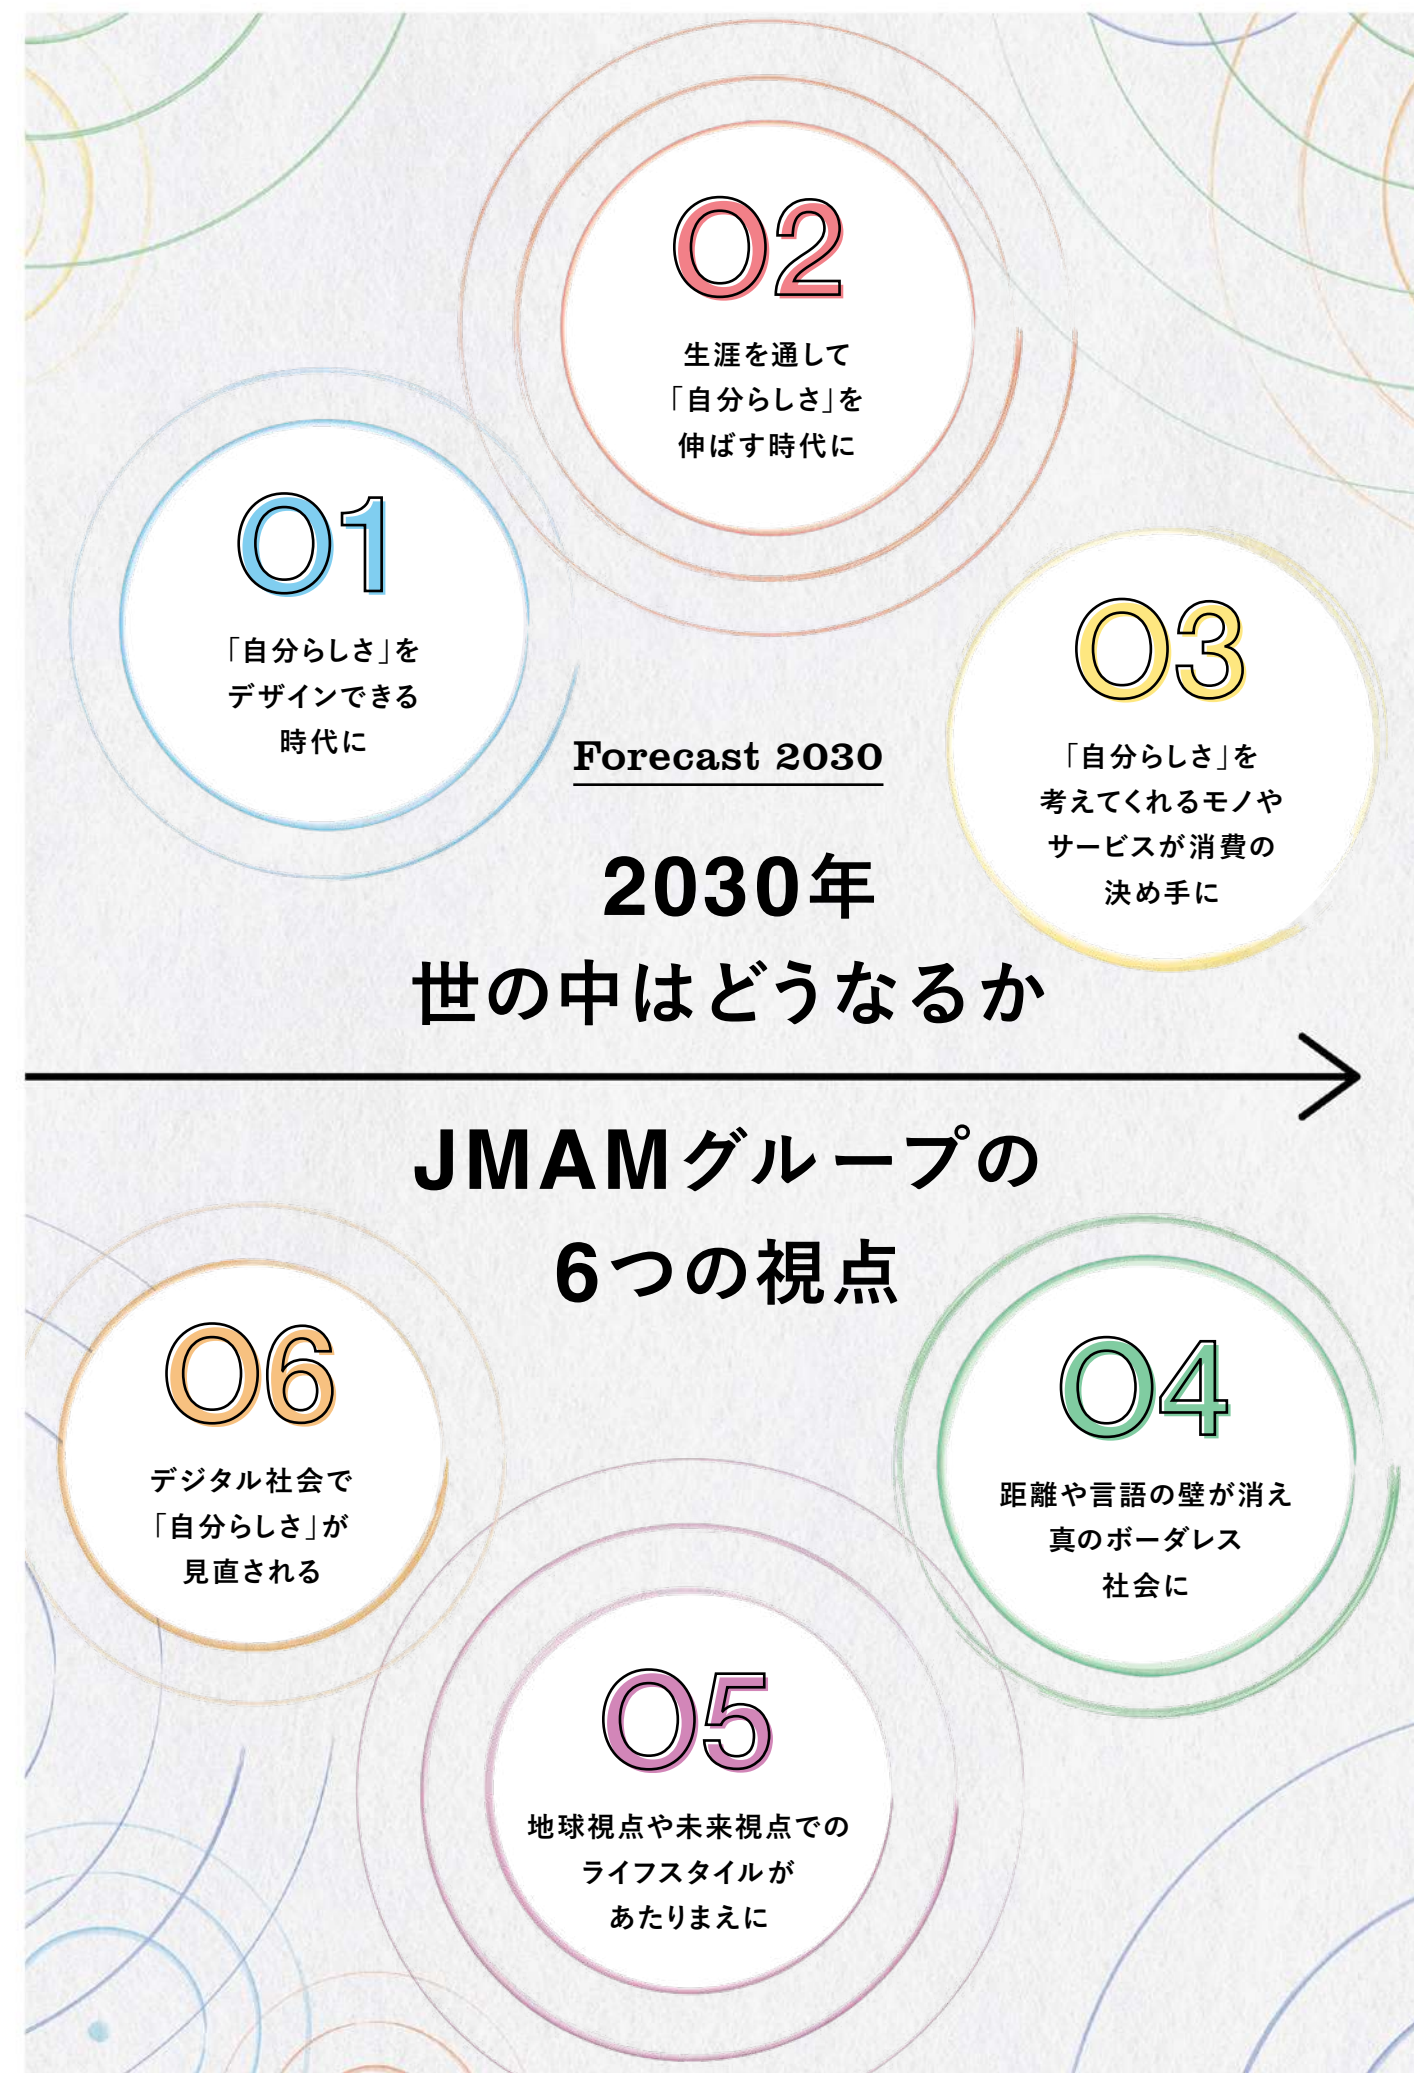 01
「自分らしさ」を
デザインできる
時代に
02
生涯を通して
「自分らしさ」を
伸ばす時代に
03
「自分らしさ」を
考えてくれるモノや
サービスが消費の
決め手に
Forecast 2030
2030年
世の中はどうなるか
JMAMグループの
6つの視点
04
距離や言語の壁が消え
真のボーダレス
社会に
05
地球視点や未来視点での
ライフスタイルが
あたりまえに
06
デジタル社会で
「自分らしさ」が
見直される